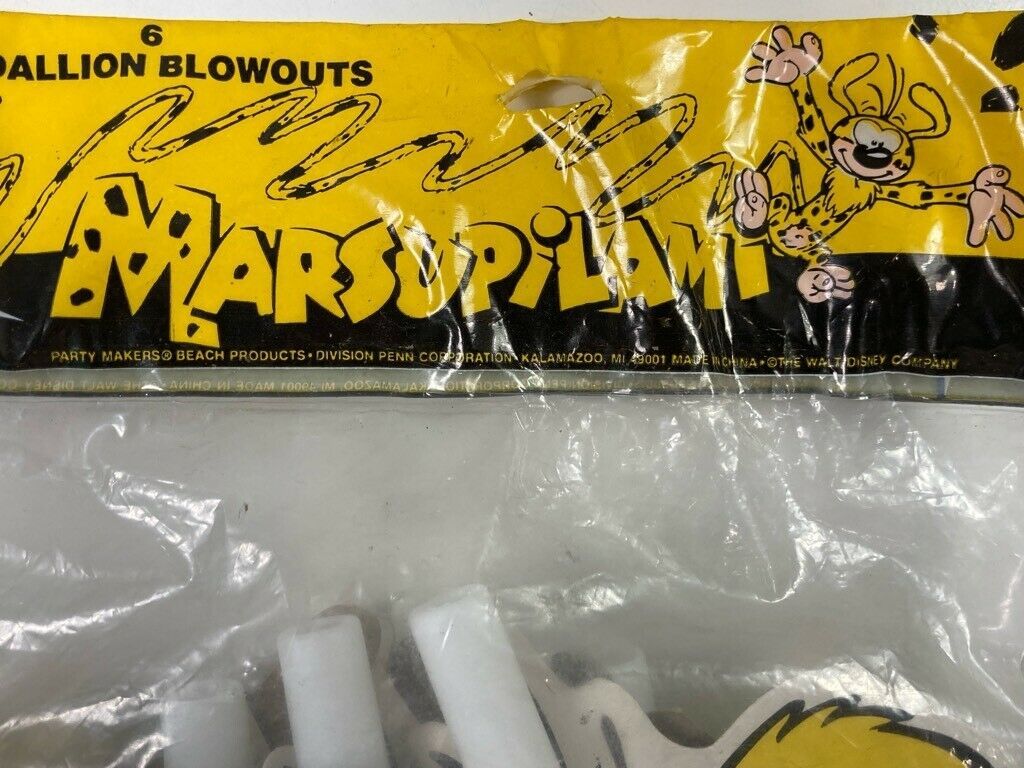 6
DALLION BLOWOUTS
MARSUPILAMI
PARTY MAKERS® BEACH PRODUCTS • DIVISION PENN CORPORATION KALAMAZOO, MI 49001 MADE IN CHINA • ©THE WALT DISNEY COMPANY